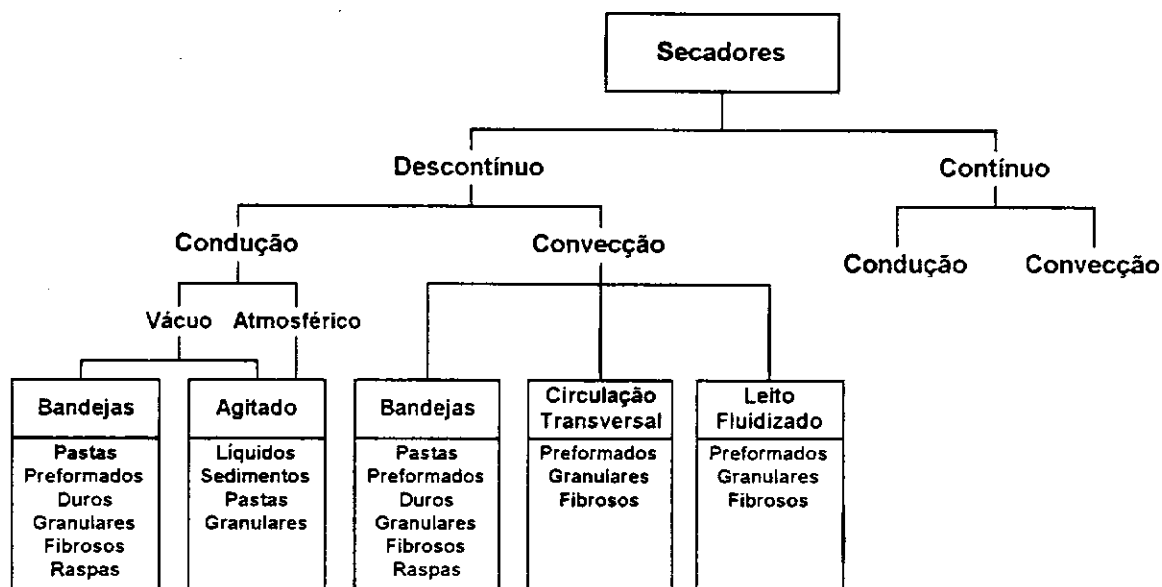 Secadores
Descontínuo
Contínuo
Condução
Convecção
Condução
Convecção
Vácuo
Atmosférico
Bandejas
Pastas
Preformados
Duros
Granulares
Fibrosos
Raspas
Agitado
Líquidos
Sedimentos
Pastas
Granulares
Bandejas
Pastas
Preformados
Duros
Granulares
Fibrosos
Raspas
Circulação
Transversal
Preformados
Granulares
Fibrosos
Leito
Fluidizado
Preformados
Granulares
Fibrosos